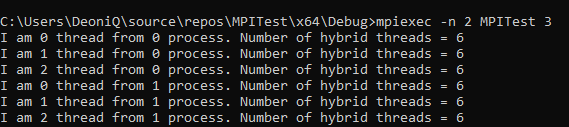 C:\Users\DeoniQ\source\repos\MPITest\x64\Debug>mpiexec -n 2 MPITest 3
I am 0 thread from 0 process. Number of hybrid threads = 6
I am 1 thread from 0 process. Number of hybrid threads = 6
I am 2 thread from 0 process. Number of hybrid threads = 6
I am 0 thread from 1 process. Number of hybrid threads = 6
I am 1 thread from 1 process. Number of hybrid threads = 6
I am 2 thread from 1 process. Number of hybrid threads = 6